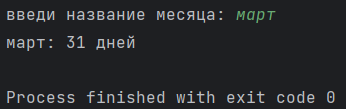 введи название месяца: март
март: 31 дней
Process finished with exit code 0